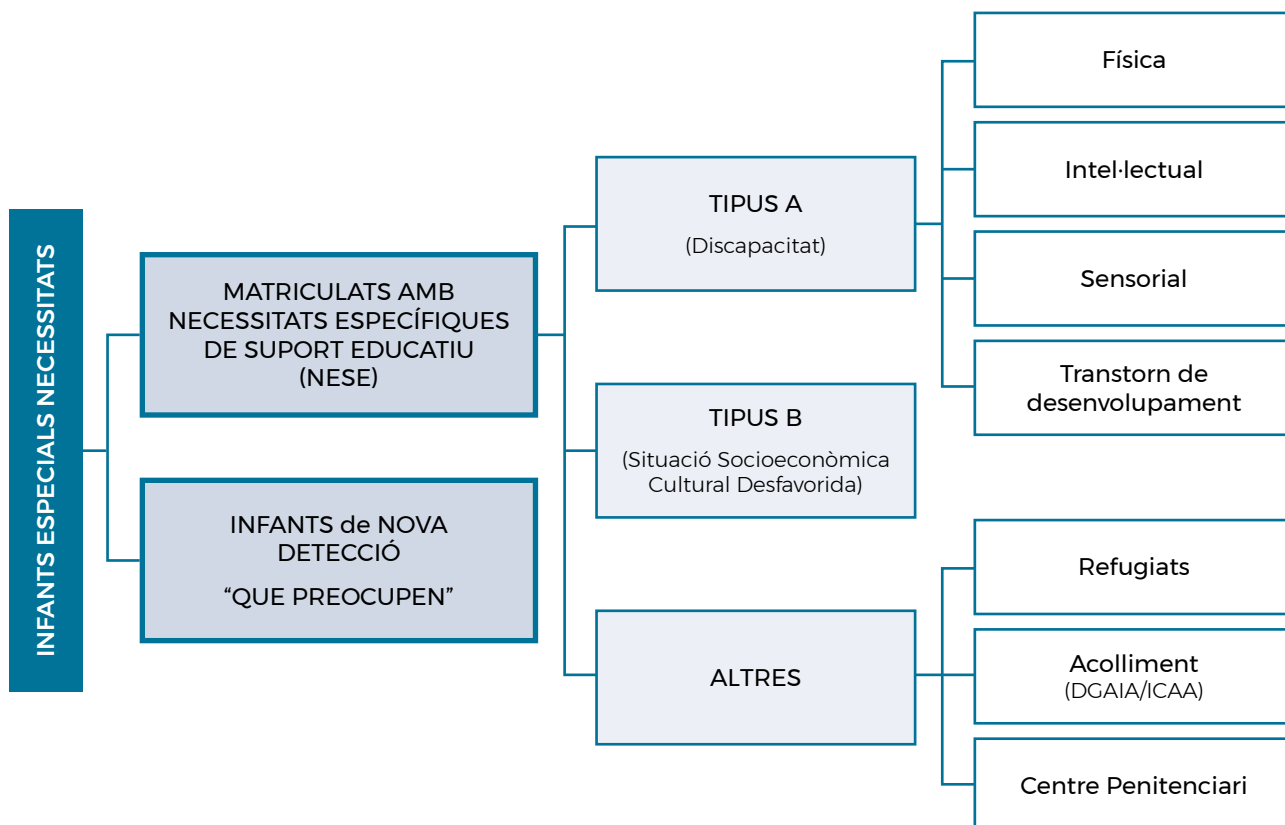 INFANTS ESPECIALS NECESSITATS
MATRICULATS AMB
NECESSITATS ESPECÍFIQUES
DE SUPORT EDUCATIU
(NESE)
INFANTS de NOVA
DETECCIÓ
“QUE PREOCUPEN”
TIPUS A
(Discapacitat)
TIPUS B
(Situació Socioeconòmica
Cultural Desfavorida)
ALTRES
Física
Intel·lectual
Sensorial
Transtorn de
desenvolupament
Refugiats
Acolliment
(DGAIA/ICAA)
Centre Penitenciari